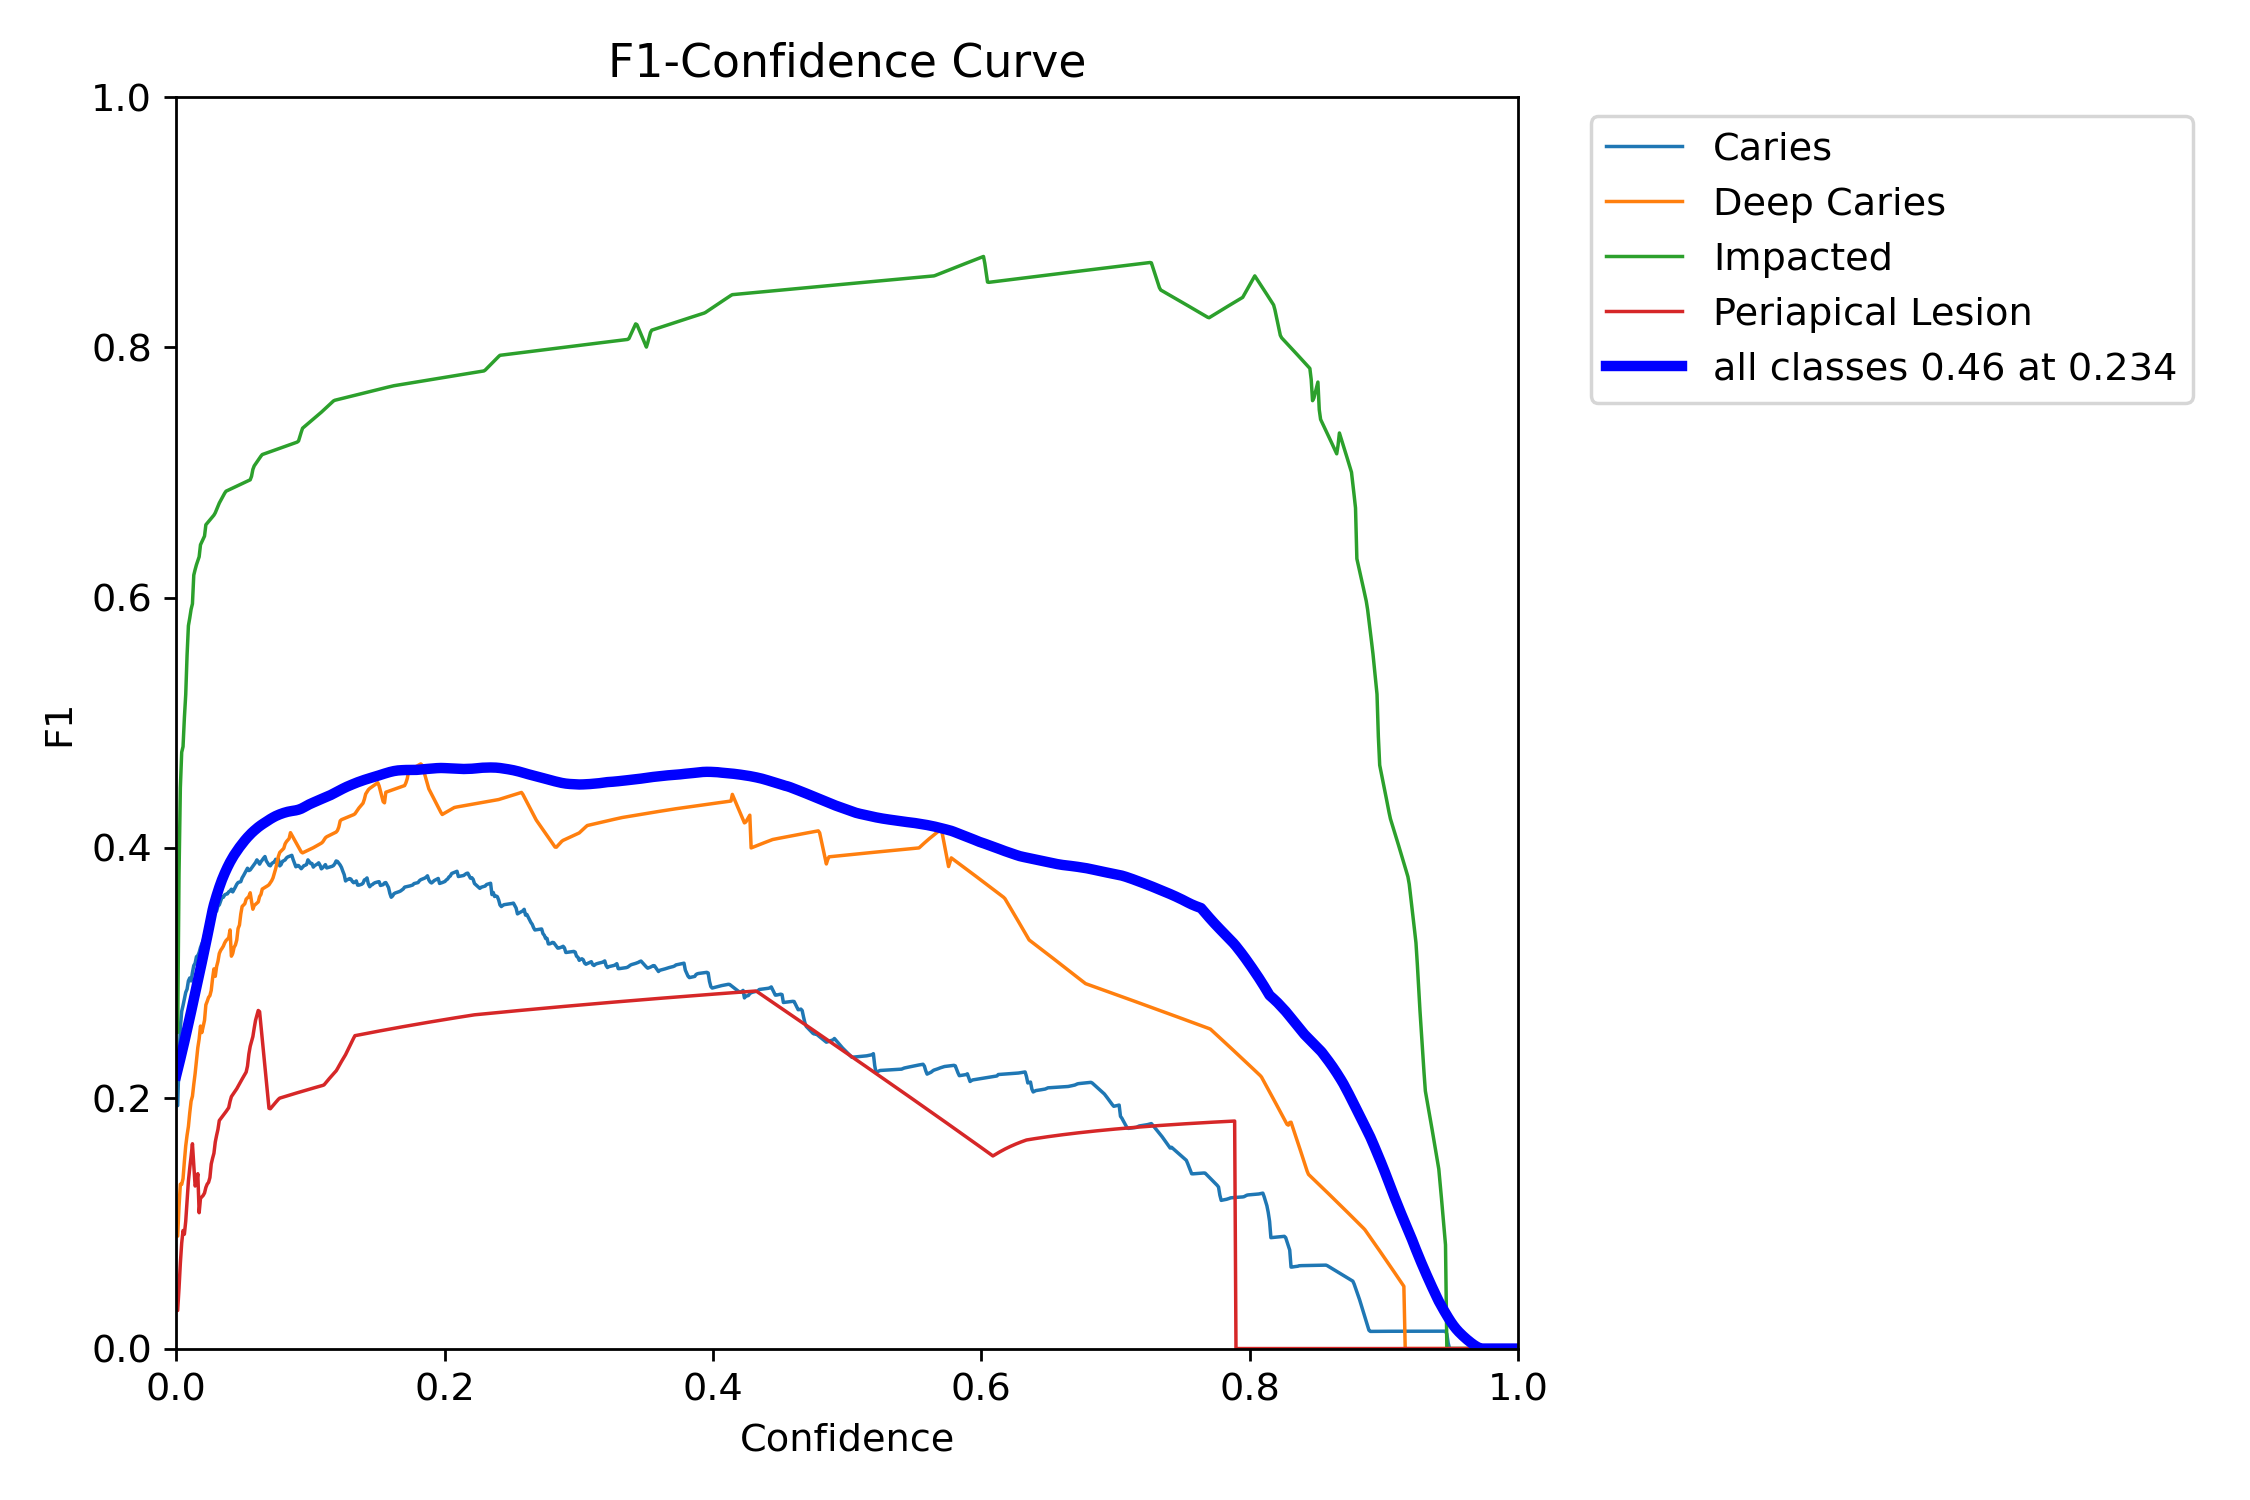 F1-Confidence Curve
1.0
0.8
0.6
0.4
0.2
0.0
F1
0.0 0.2 0.4 0.6 0.8 1.0
Confidence
Caries
Deep Caries
Impacted
Periapical Lesion
all classes 0.46 at 0.234